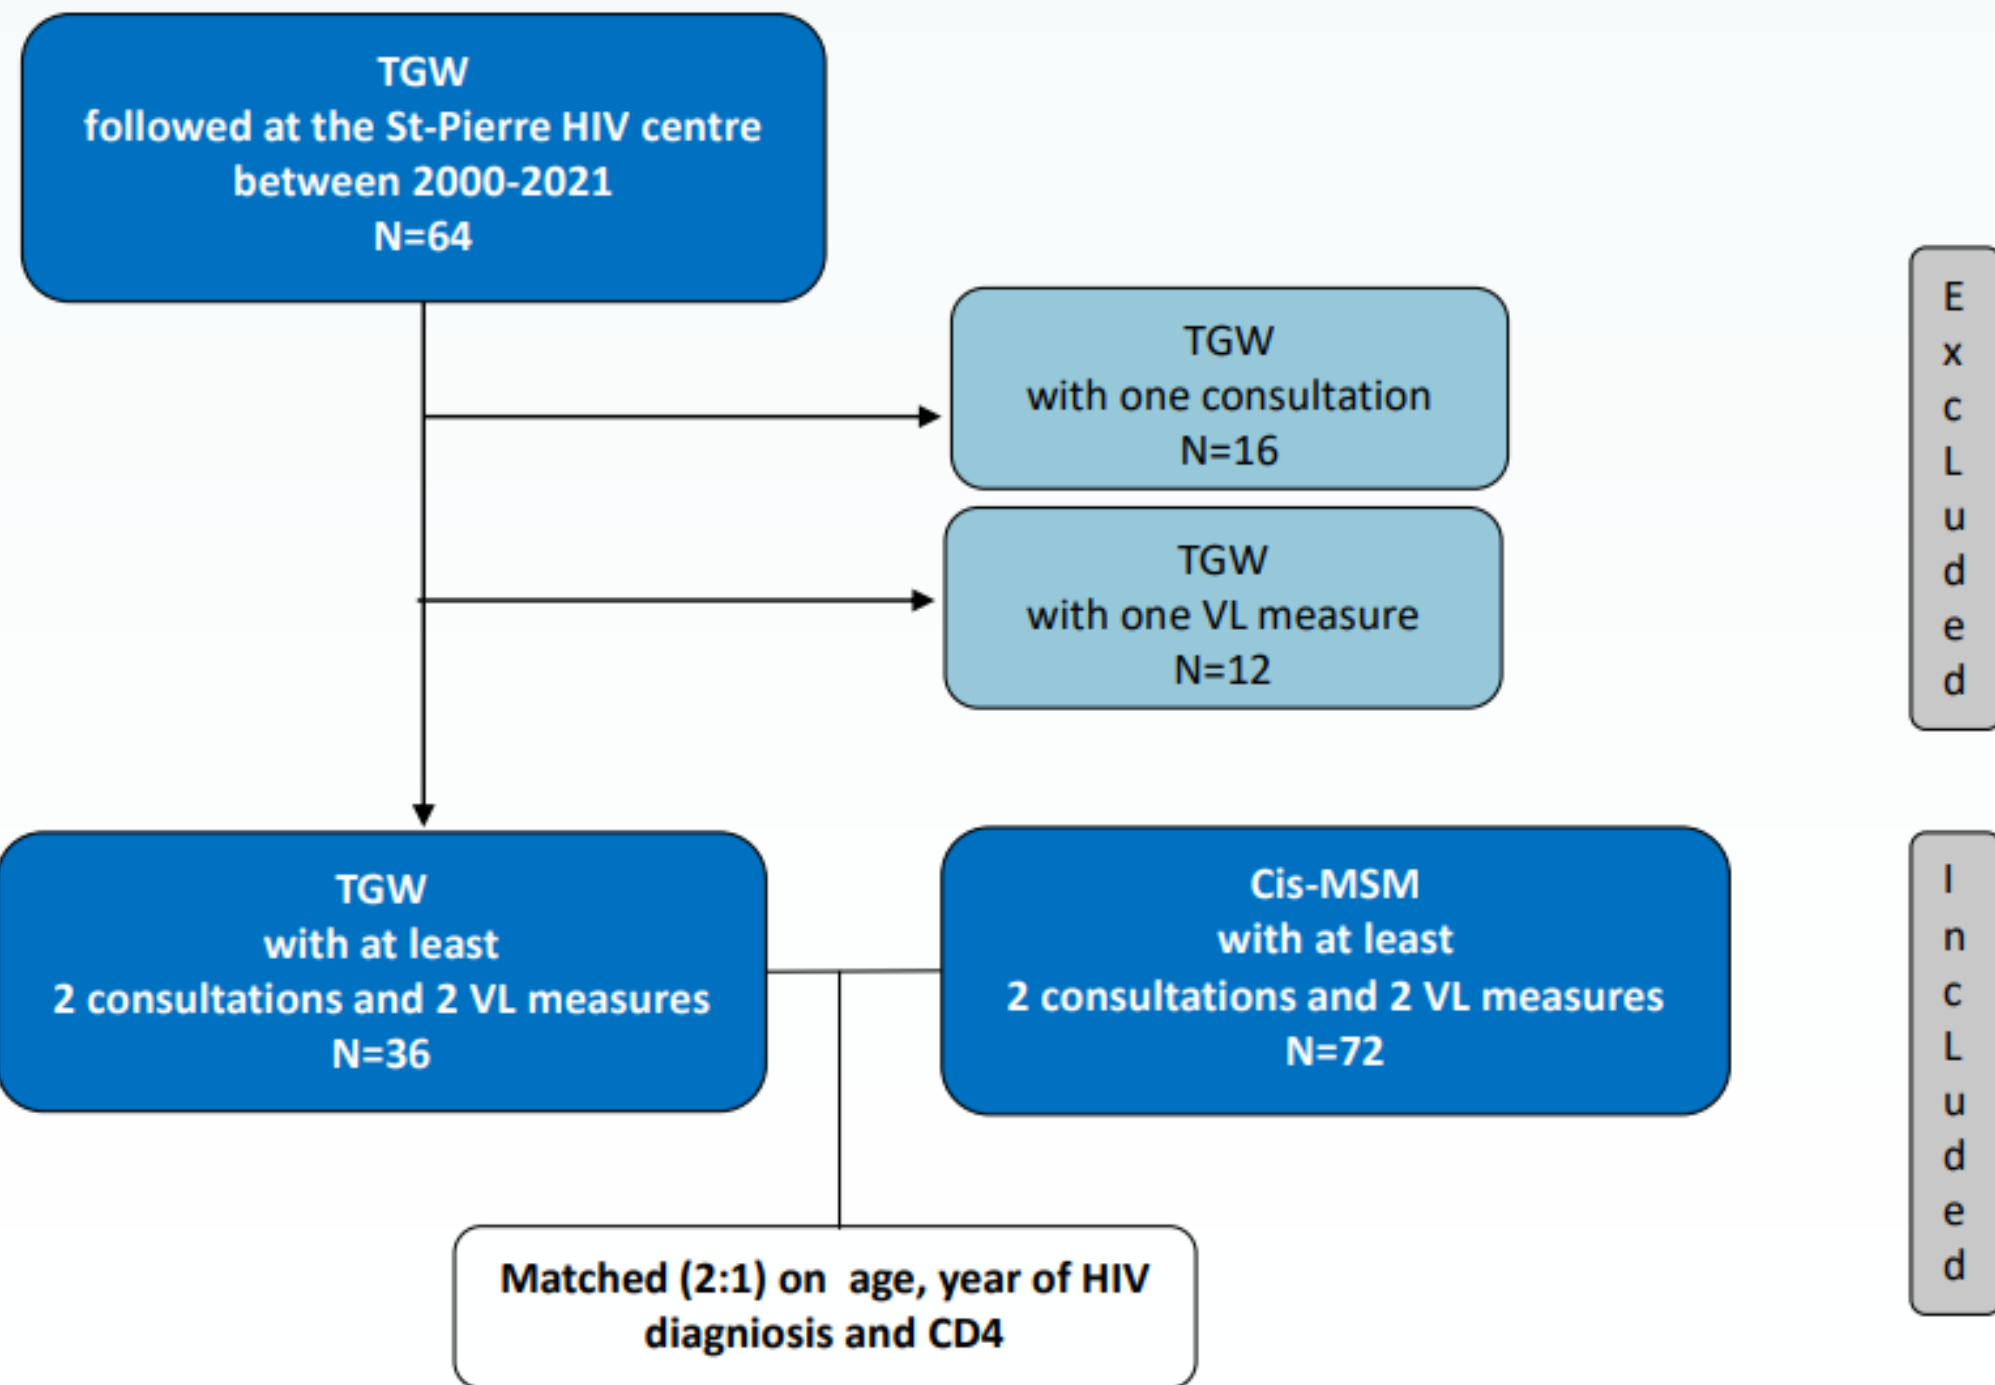 TGW
followed at the St-Pierre HIV centre
between 2000-2021
N=64
TGW
with one consultation
N=16
TGW
with one VL measure
N=12
E
x
c
L
u
d
e
d
TGW
with at least
2 consultations and 2 VL measures
N=36
Cis-MSM
with at least
2 consultations and 2 VL measures
N=72
I
n
c
L
u
d
e
d
Matched (2:1) on  age, year of HIV
diagniosis and CD4